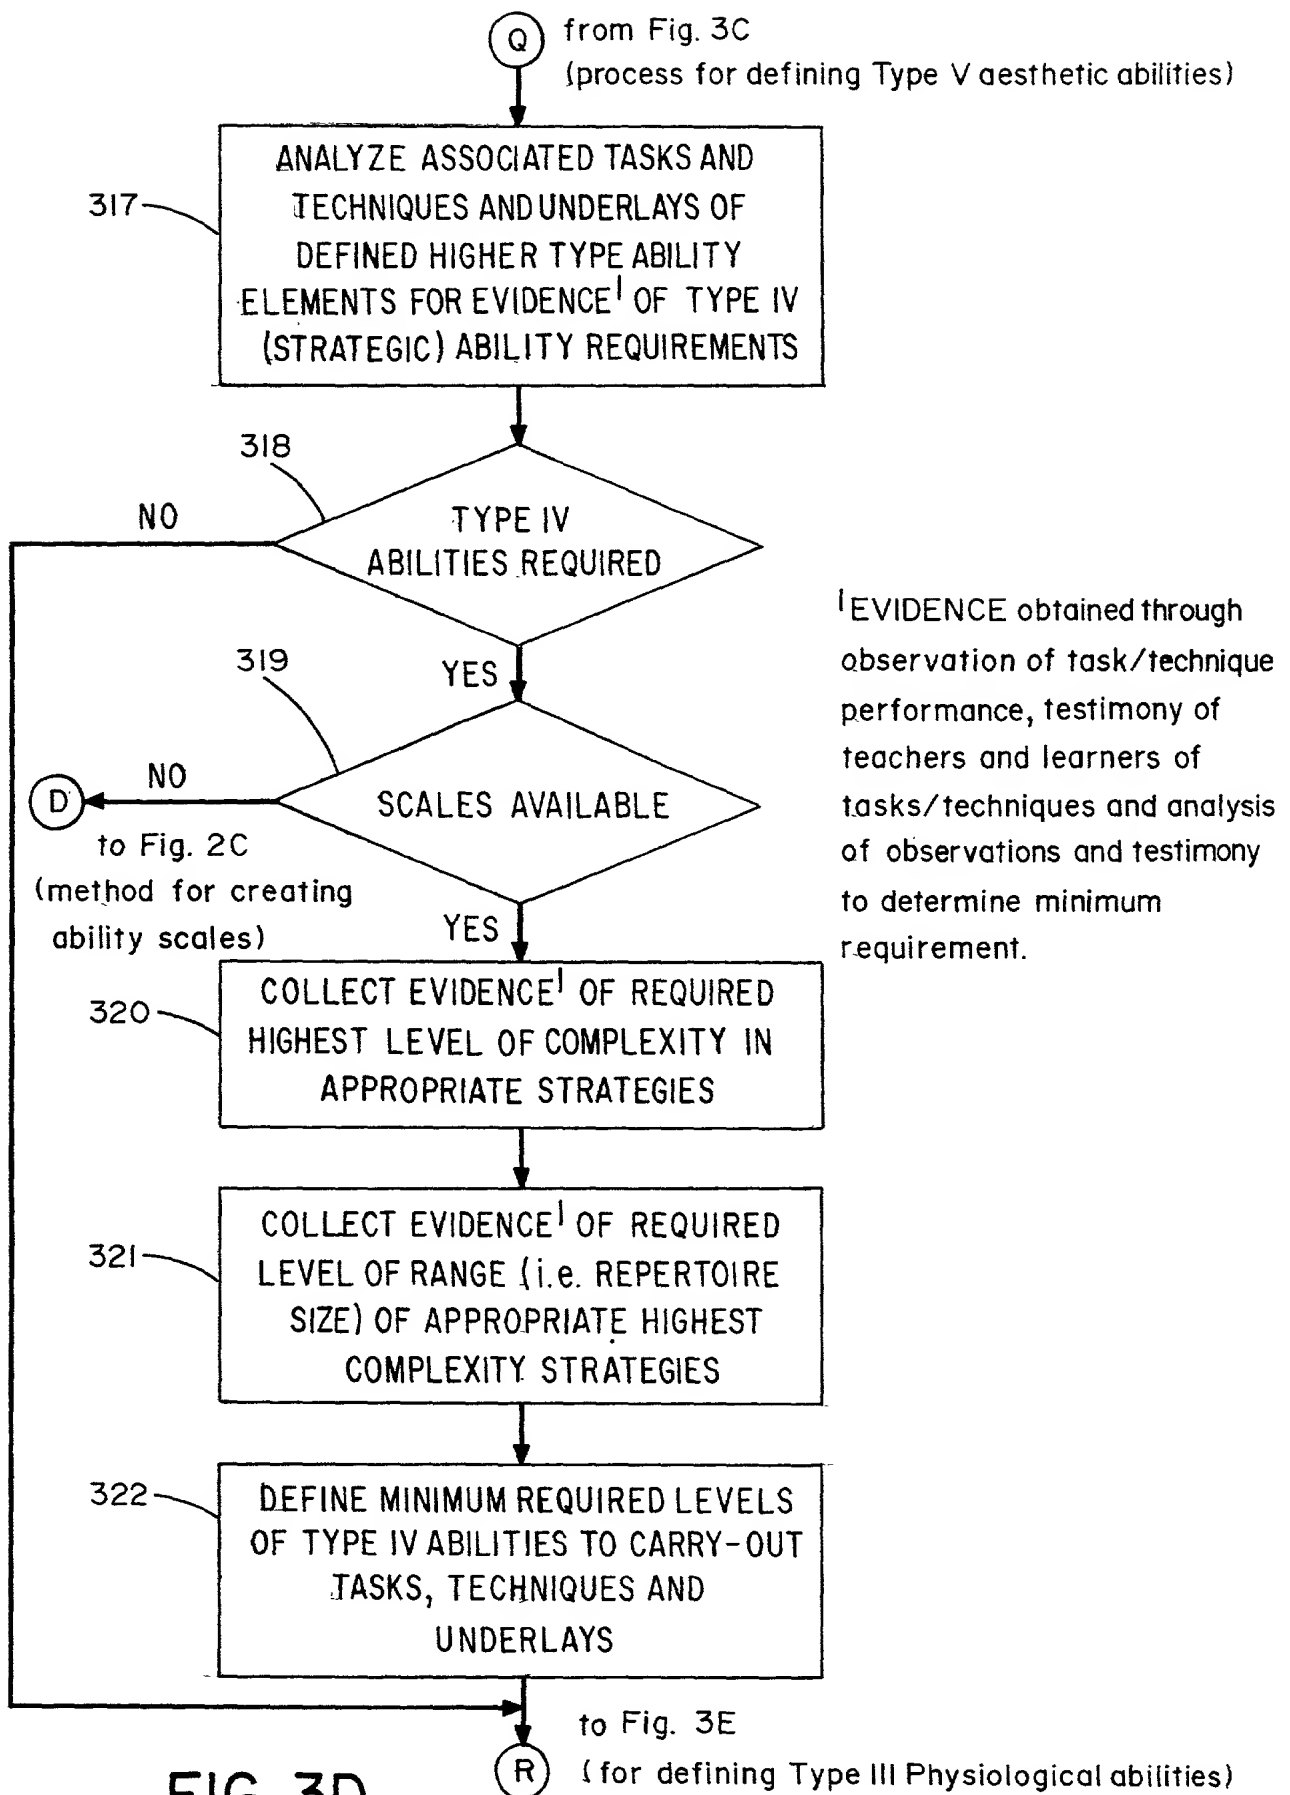 Q from Fig. 3C
(process for defining Type V aesthetic abilities)
317
ANALYZE ASSOCIATED TASKS AND
TECHNIQUES AND UNDERLAYS OF
DEFINED HIGHER TYPE ABILITY
ELEMENTS FOR EVIDENCE¹ OF TYPE IV
(STRATEGIC) ABILITY REQUIREMENTS
318
NO
TYPE IV
ABILITIES REQUIRED
YES
319
NO
D
SCALES AVAILABLE
to Fig. 2C
(method for creating
ability scales)
YES
¹EVIDENCE obtained through
observation of task/technique
performance, testimony of
teachers and learners of
tasks/techniques and analysis
of observations and testimony
to determine minimum
requirement.
320
COLLECT EVIDENCE¹ OF REQUIRED
HIGHEST LEVEL OF COMPLEXITY IN
APPROPRIATE STRATEGIES
321
COLLECT EVIDENCE¹ OF REQUIRED
LEVEL OF RANGE (i.e. REPERTOIRE
SIZE) OF APPROPRIATE HIGHEST
COMPLEXITY STRATEGIES
322
DEFINE MINIMUM REQUIRED LEVELS
OF TYPE IV ABILITIES TO CARRY-OUT
TASKS, TECHNIQUES AND
UNDERLAYS
to Fig. 3E
R (for defining Type III Physiological abilities)
FIG. 3D